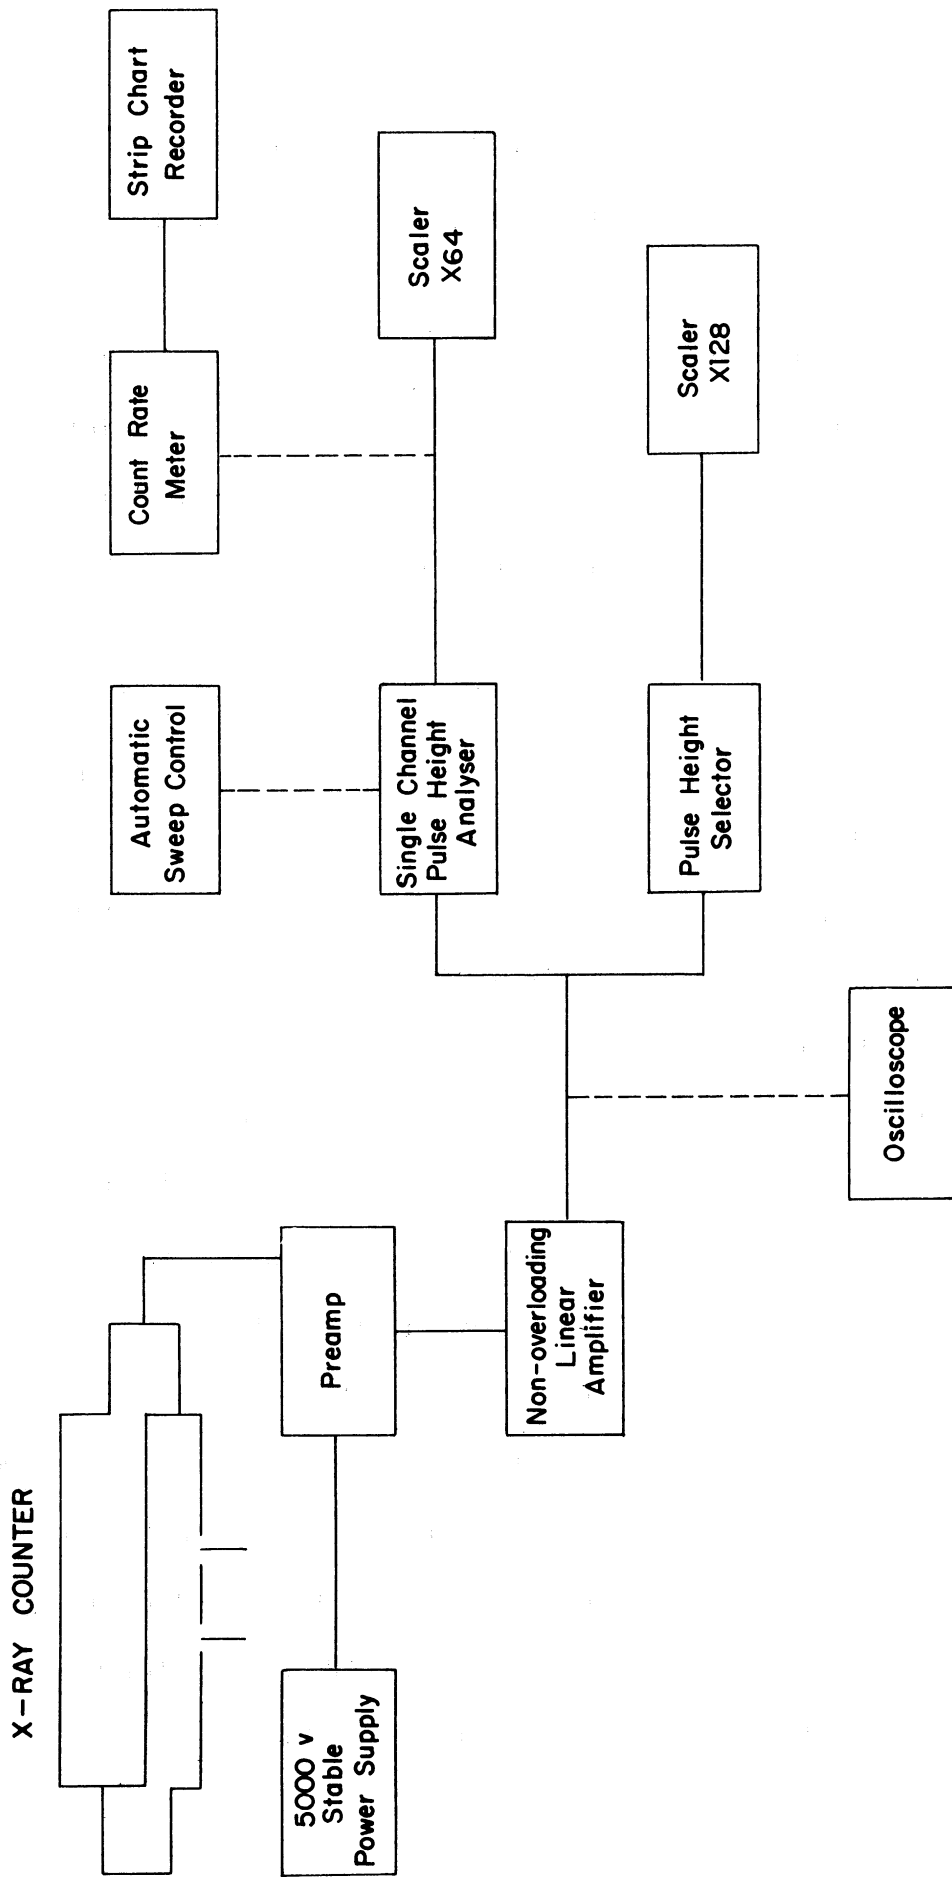 X-RAY COUNTER
5000 v
Stable
Power Supply
Preamp
Non-overloading
Linear
Amplifier
Oscilloscope
Automatic
Sweep Control
Single Channel
Pulse Height
Analyser
Pulse Height
Selector
Count Rate
Meter
Strip Chart
Recorder
Scaler
X64
Scaler
X128